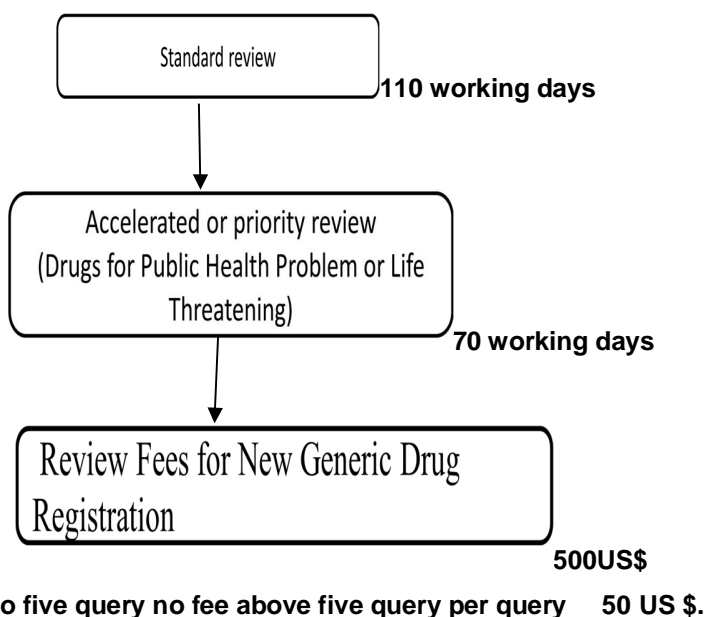 Standard review
110 working days
Accelerated or priority review
(Drugs for Public Health Problem or Life
Threatening)
70 working days
Review Fees for New Generic Drug
Registration
500US$
o five query no fee above five query per query 50 US $.